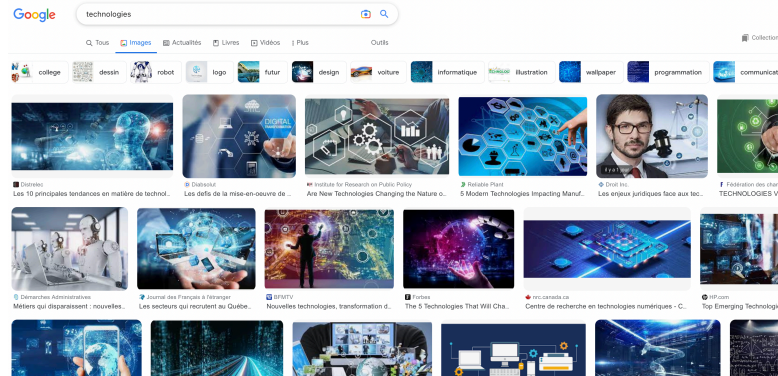 Google
technologies
Tous Images Actualités Livres Vidéos Plus Outils
Collection
college dessin robot logo futur design voiture informatique illustration wallpaper programmation communicat
DIGITAL
Distrelec
Les 10 principales tendances en matière de technol...
Diabsolut
Les defis de la mise-en-oeuvre de ...
Institute for Research on Public Policy
Are New Technologies Changing the Nature o...
Reliable Plant
5 Modern Technologies Impacting Manuf...
Droit Inc.
Les enjeux juridiques face aux tec...
Fédération des cham
TECHNOLOGIES V
Démarches Administratives
Métiers qui disparaissent : nouvelles...
Journal des Français à l'étranger
Les secteurs qui recrutent au Québe...
BFMTV
Nouvelles technologies, transformation d...
Forbes
The 5 Technologies That Will Cha...
nrc.canada.ca
Centre de recherche en technologies numériques - C...
HP.com
Top Emerging Technologi